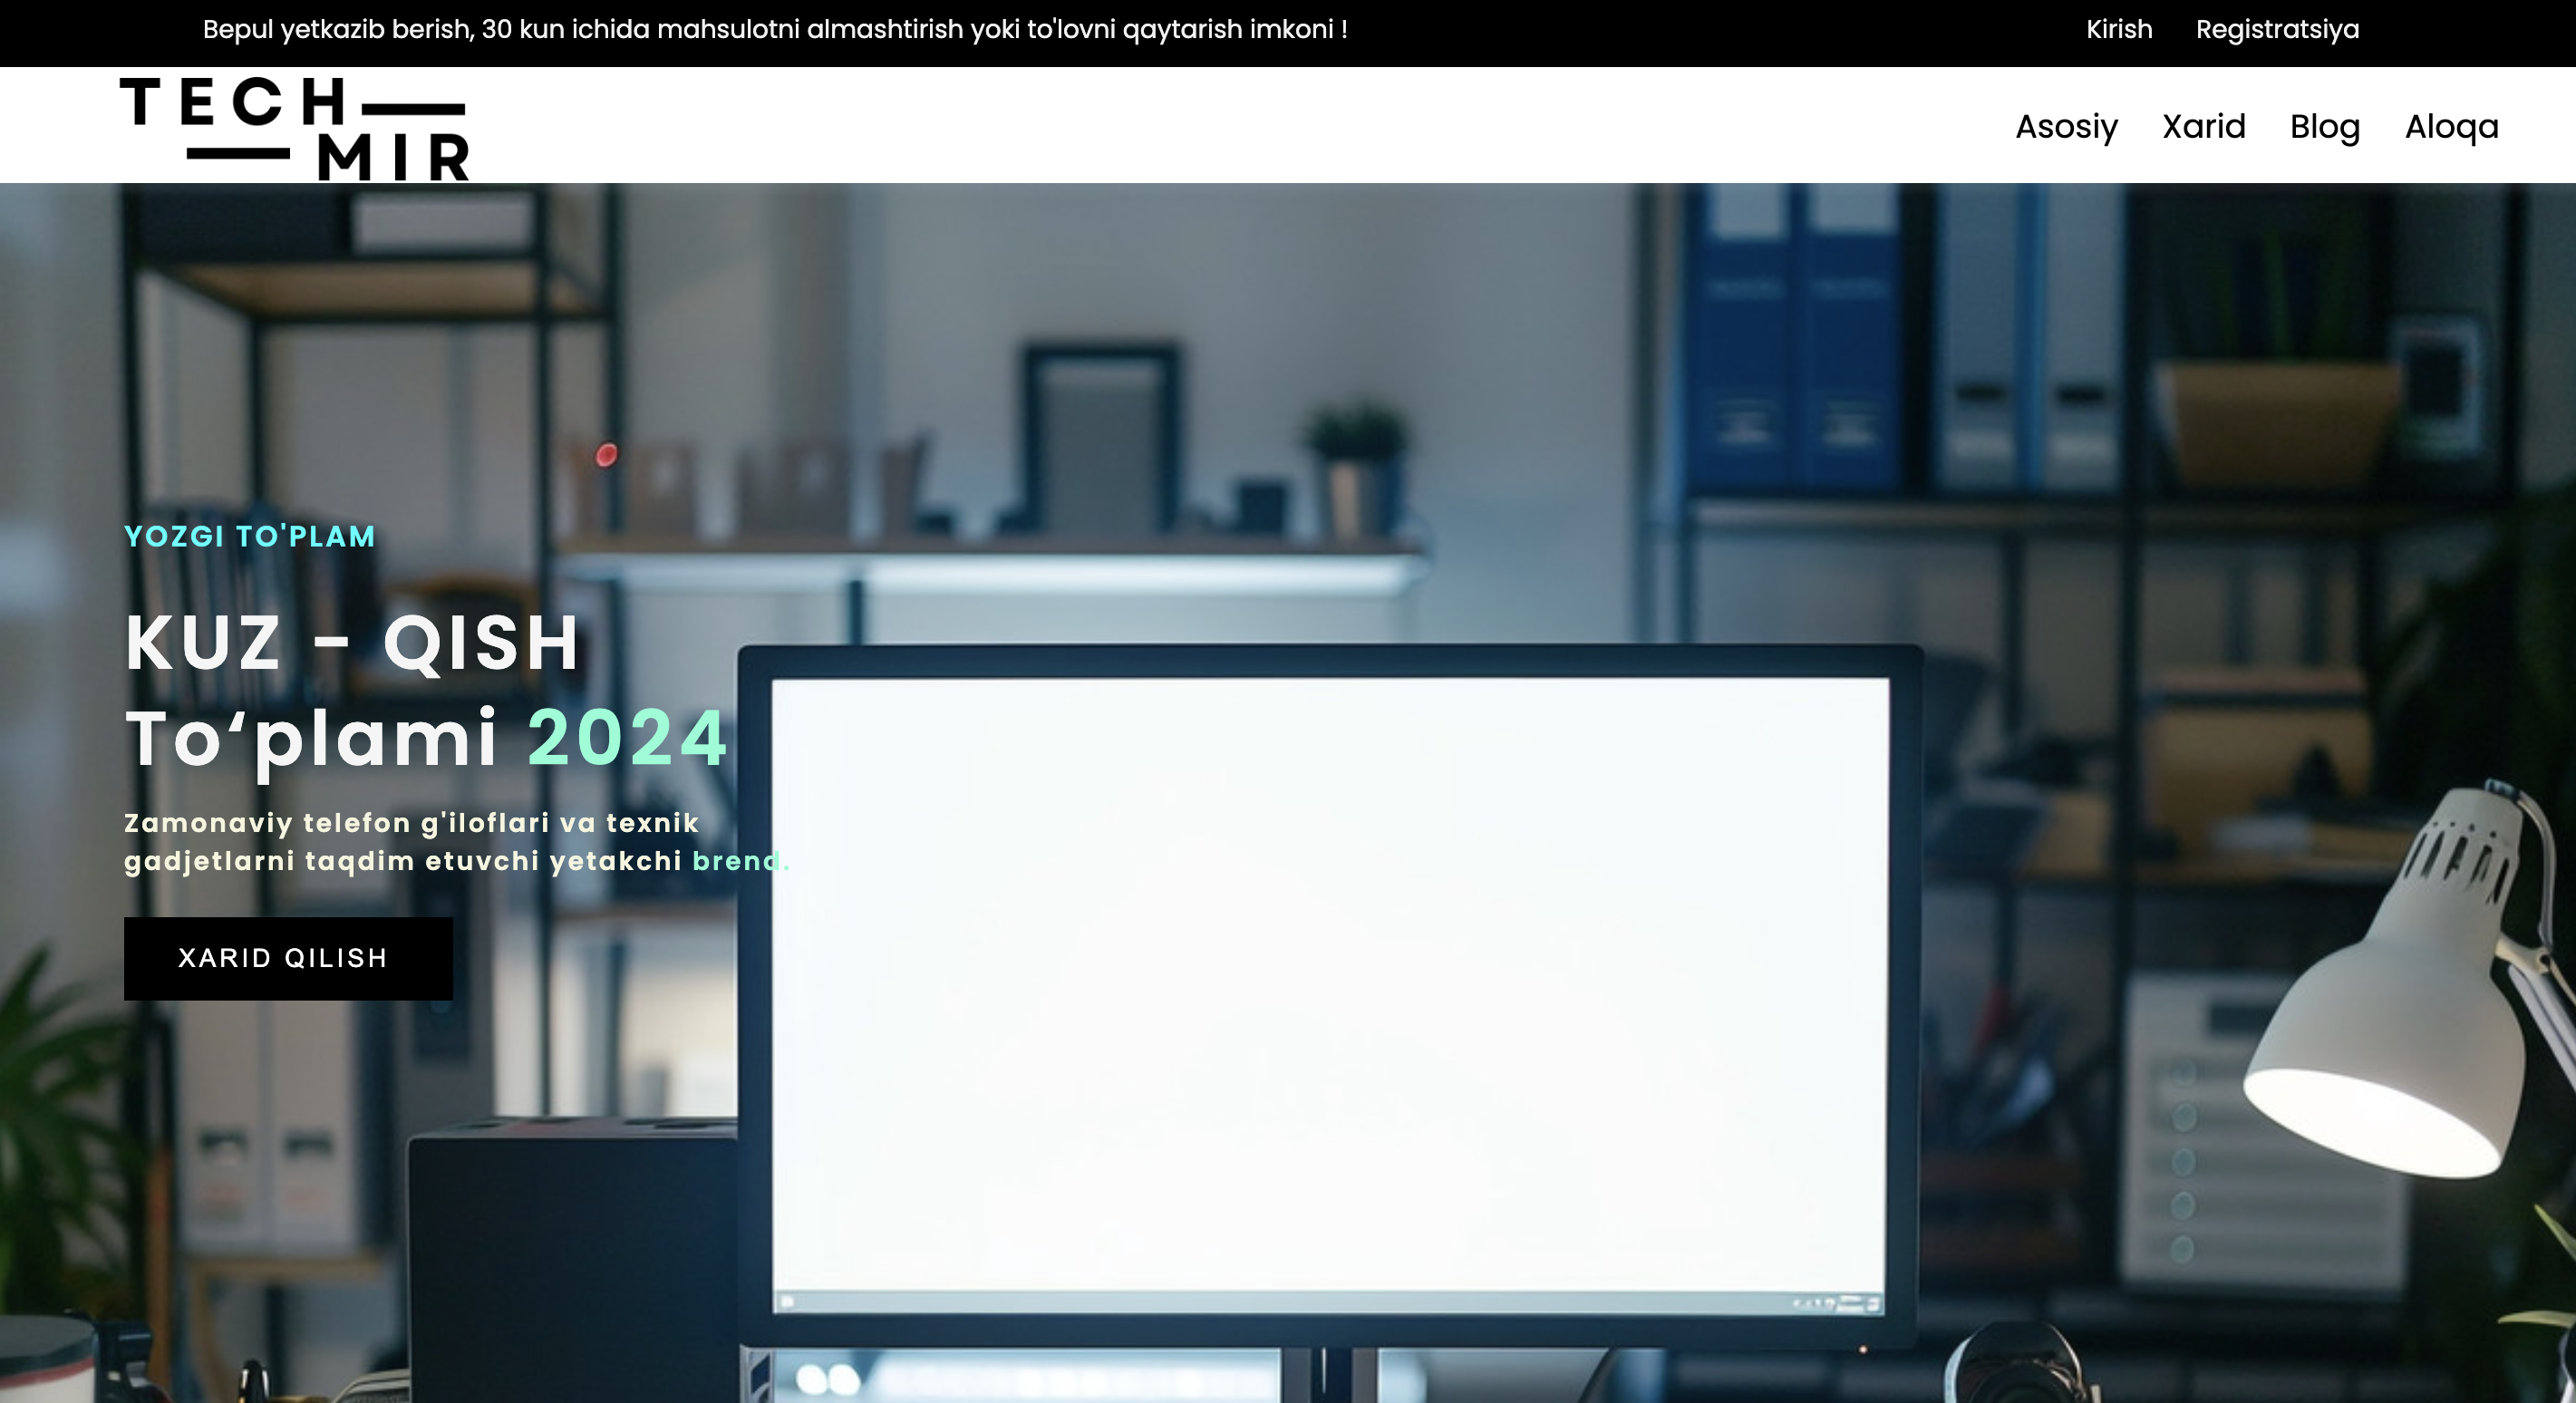 Bepul yetkazib berish, 30 kun ichida mahsulotni almashtirish yoki to'lovni qaytarish imkoni !
Kirish
Registratsiya
TECH
MIR
Asosiy
Xarid
Blog
Aloqa
YOZGI TO'PLAM
KUZ - QISH
To‘plami 2024
Zamonaviy telefon g'iloflari va texnik
gadjetlarni taqdim etuvchi yetakchi brend.
XARID QILISH